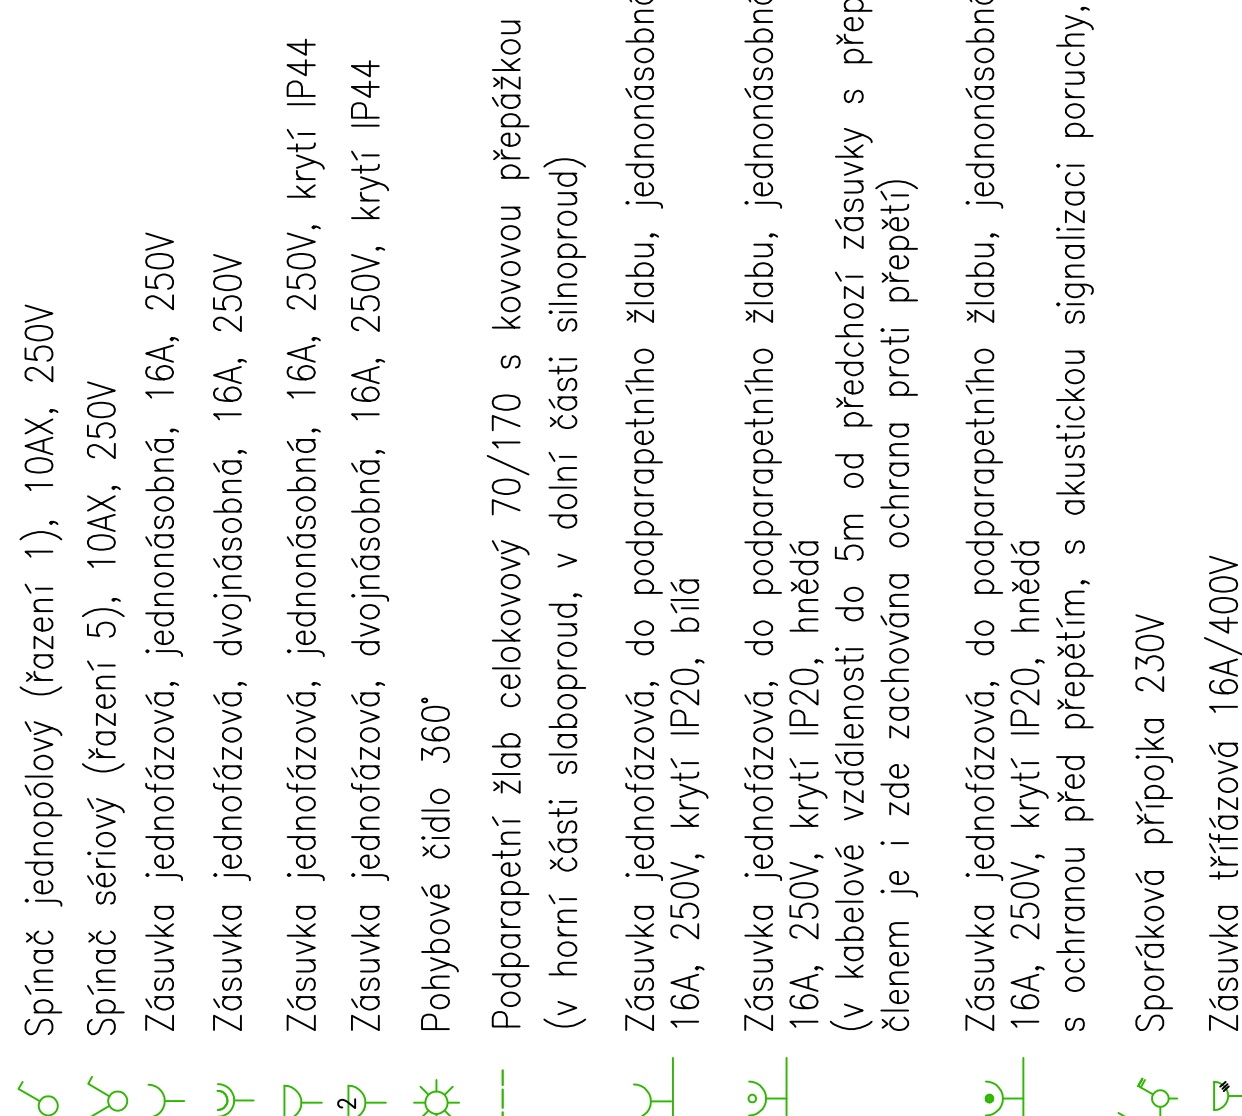 Spínač jednopólový (řazení 1), 10AX, 250V
Spínač sériový (řazení 5), 10AX, 250V
Zásuvka jednofázová, jednonásobná, 16A, 250V
Zásuvka jednofázová, dvojnásobná, 16A, 250V
Zásuvka jednofázová, jednonásobná, 16A, 250V, krytí IP44
2 Zásuvka jednofázová, dvojnásobná, 16A, 250V, krytí IP44
Pohybové čidlo 360°
Podparapetní žlab celokovový 70/170 s kovovou přepážkou
(v horní části slaboproud, v dolní části silnoproud)
Zásuvka jednofázová, do podparapetního žlabu, jednonásobn
16A, 250V, krytí IP20, bílá
Zásuvka jednofázová, do podparapetního žlabu, jednonásobn
16A, 250V, krytí IP20, hnědá
(v kabelové vzdálenosti do 5m od předchozí zásuvky s přep
členem je i zde zachována ochrana proti přepětí)
Zásuvka jednofázová, do podparapetního žlabu, jednonásobn
16A, 250V, krytí IP20, hnědá
s ochranou před přepětím, s akustickou signalizaci poruchy,
Sporáková přípojka 230V
Zásuvka třífázová 16A/400V